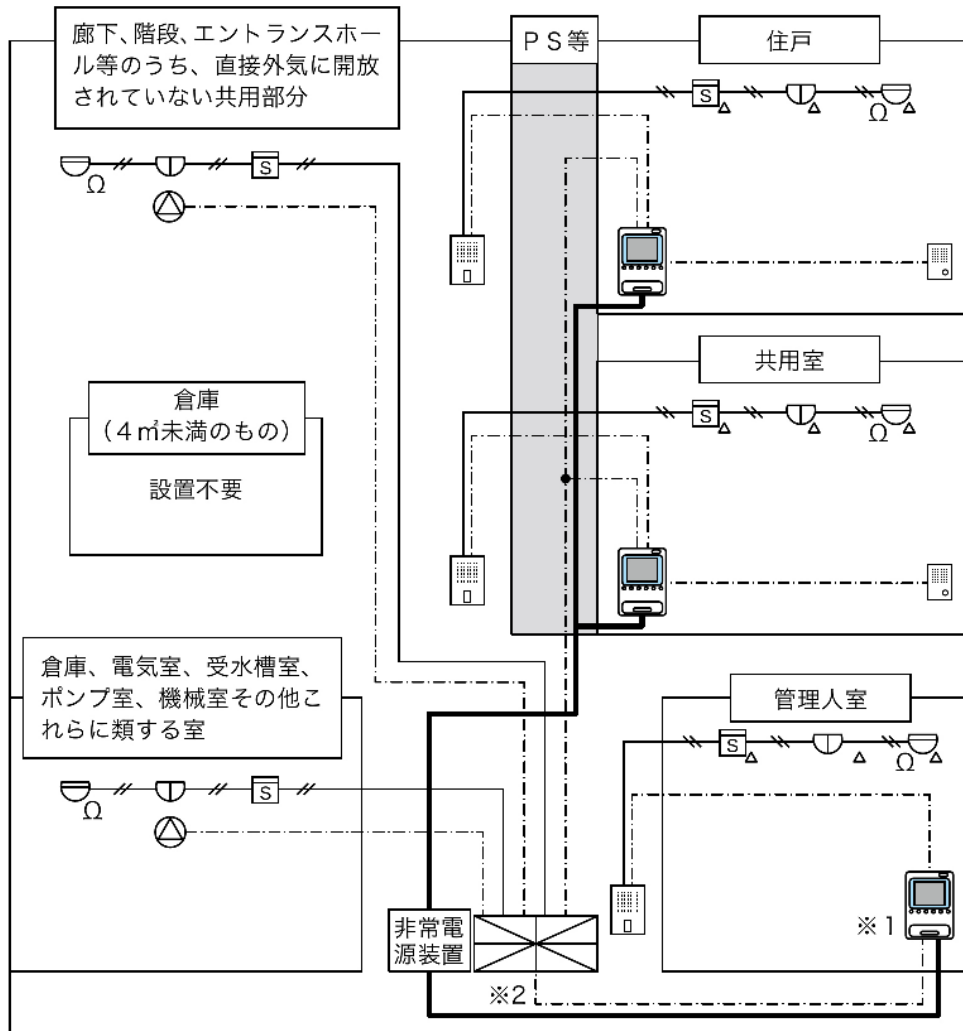 廊下、階段、エントランスホー
ル等のうち、直接外気に開放
されていない共用部分
PS等
住戸
S
Ω
Ω
S
共用室
倉庫
（4㎡未満のもの）
設置不要
S
Ω
倉庫、電気室、受水槽室、
ポンプ室、機械室その他こ
れらに類する室
管理人室
S
Ω
Ω
S
非常電
源装置
※1
※2